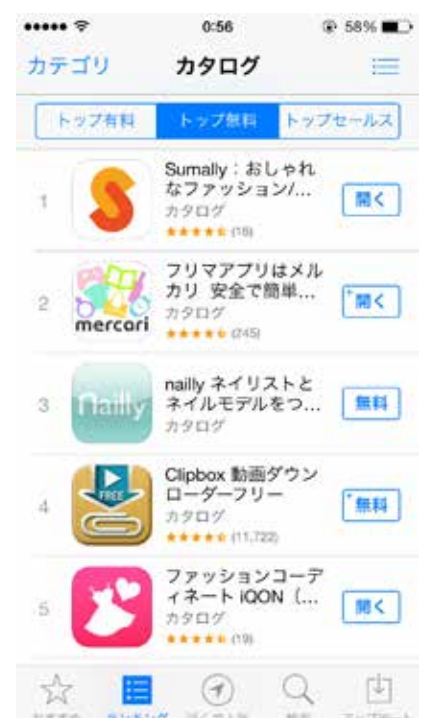 0:56
58%
カテゴリ
カタログ
トップ有料
トップ無料
トップセールス
1
Sumally：おしゃれ
なファッション/...
カタログ
(18)
開く
2
mercari
フリマアプリはメル
カリ 安全で簡単...
カタログ
(245)
+開く
3
nailly
nailly ネイリストと
ネイルモデルをつ...
カタログ
無料
4
FREE
Clipbox 動画ダウン
ローダーフリー
カタログ
(11,722)
+無料
5
ファッションコーデ
ィネート iQON（...
カタログ
(19)
開く
ランキング